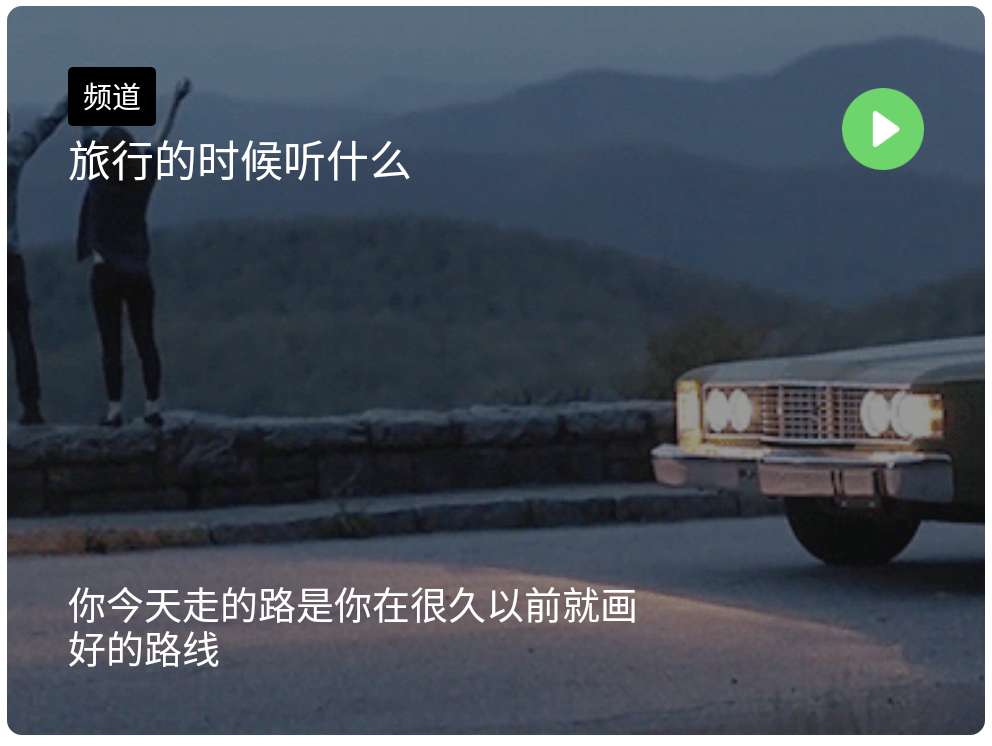 频道
旅行的时候听什么
你今天走的路是你在很久以前就画
好的路线